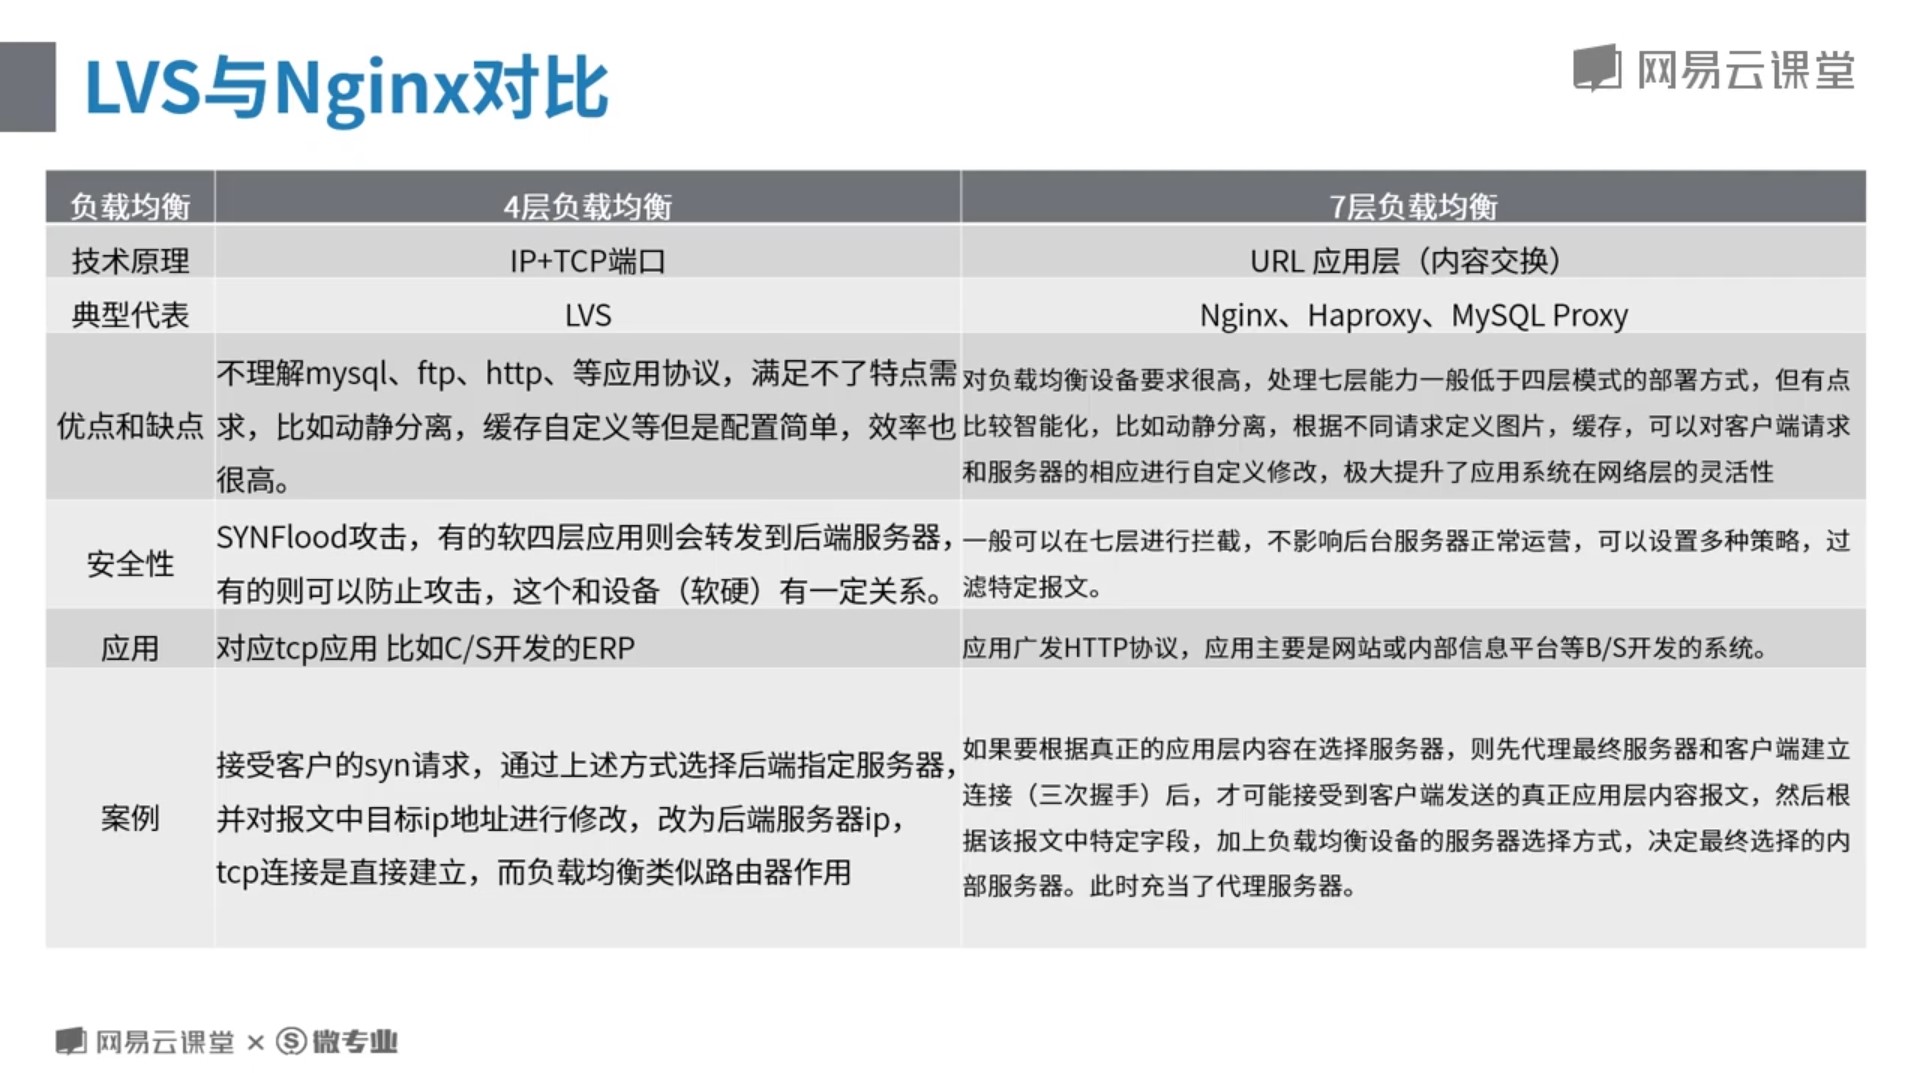 LVS与Nginx对比
网易云课堂
负载均衡
4层负载均衡
7层负载均衡
技术原理
IP+TCP端口
URL 应用层（内容交换）
典型代表
LVS
Nginx、Haproxy、MySQL Proxy
优点和缺点
不理解mysql、ftp、http、等应用协议，满足不了特点需
求，比如动静分离，缓存自定义等但是配置简单，效率也
很高。
对负载均衡设备要求很高，处理七层能力一般低于四层模式的部署方式，但有点
比较智能化，比如动静分离，根据不同请求定义图片，缓存，可以对客户端请求
和服务器的相应进行自定义修改，极大提升了应用系统在网络层的灵活性
安全性
SYNFlood攻击，有的软四层应用则会转发到后端服务器，
有的则可以防止攻击，这个和设备（软硬）有一定关系。
一般可以在七层进行拦截，不影响后台服务器正常运营，可以设置多种策略，过
滤特定报文。
应用
对应tcp应用 比如C/S开发的ERP
应用广发HTTP协议，应用主要是网站或内部信息平台等B/S开发的系统。
案例
接受客户的syn请求，通过上述方式选择后端指定服务器，
并对报文中目标ip地址进行修改，改为后端服务器ip，
tcp连接是直接建立，而负载均衡类似路由器作用
如果要根据真正的应用层内容在选择服务器，则先代理最终服务器和客户端建立
连接（三次握手）后，才可能接受到客户端发送的真正应用层内容报文，然后根
据该报文中特定字段，加上负载均衡设备的服务器选择方式，决定最终选择的内
部服务器。此时充当了代理服务器。
网易云课堂 × S 微专业